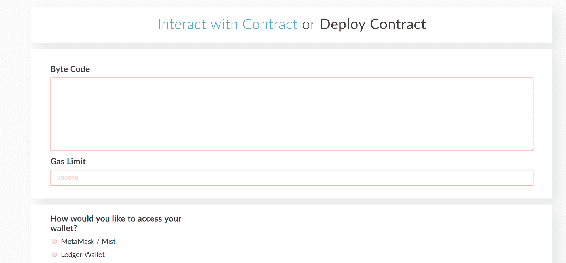 Interact with Contract or Deploy Contract
Byte Code
Gas Limit
300000
How would you like to access your
wallet?
MetaMask / Mist
Ledger Wallet